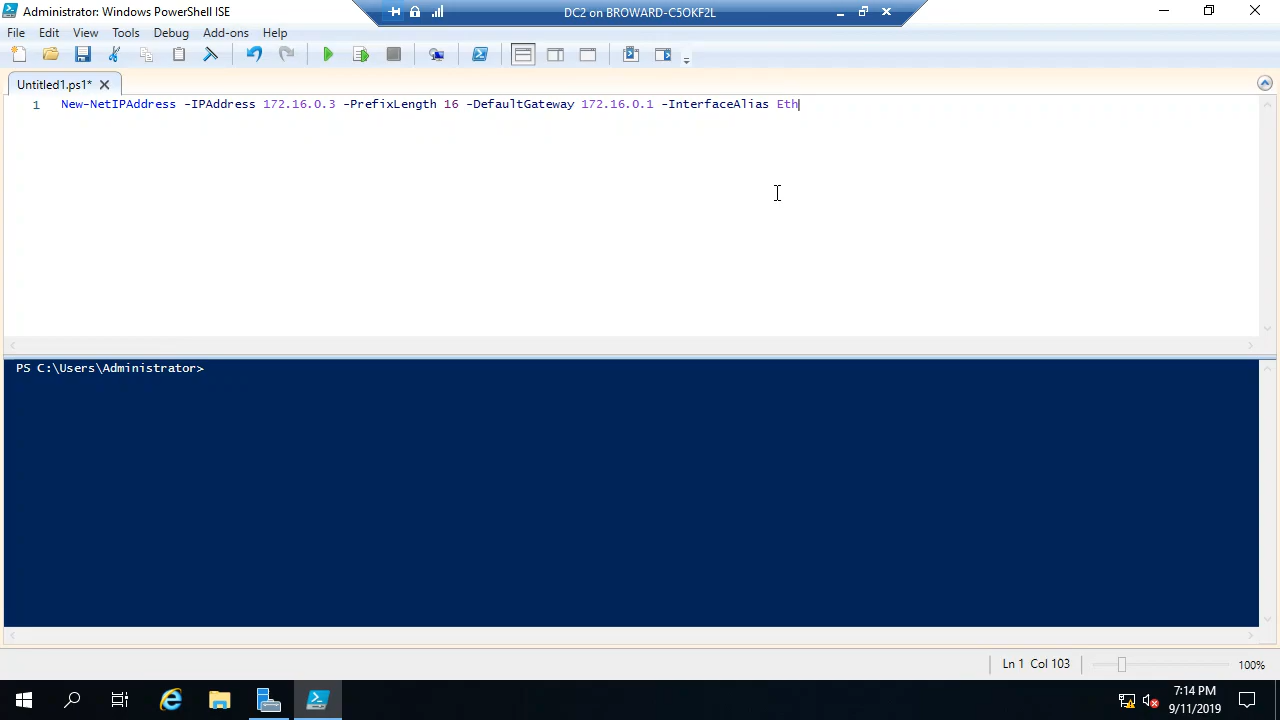 Administrator: Windows PowerShell ISE
DC2 on BROWARD-C5OKF2L
File Edit View Tools Debug Add-ons Help
Untitled1.ps1*
1 New-NetIPAddress -IPAddress 172.16.0.3 -PrefixLength 16 -DefaultGateway 172.16.0.1 -InterfaceAlias Eth
PS C:\Users\Administrator>
Ln 1 Col 103 100%
7:14 PM
9/11/2019